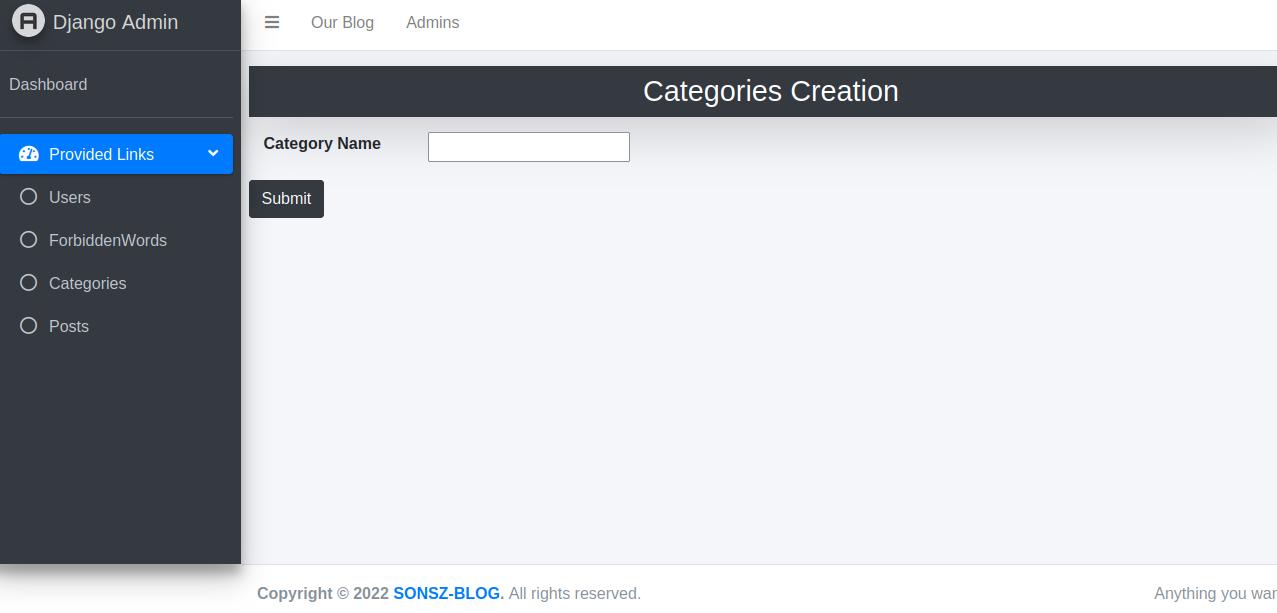 Django Admin
Our Blog
Admins
Dashboard
Provided Links
Users
ForbiddenWords
Categories
Posts
Categories Creation
Category Name
Submit
Copyright © 2022 SONSZ-BLOG. All rights reserved.
Anything you